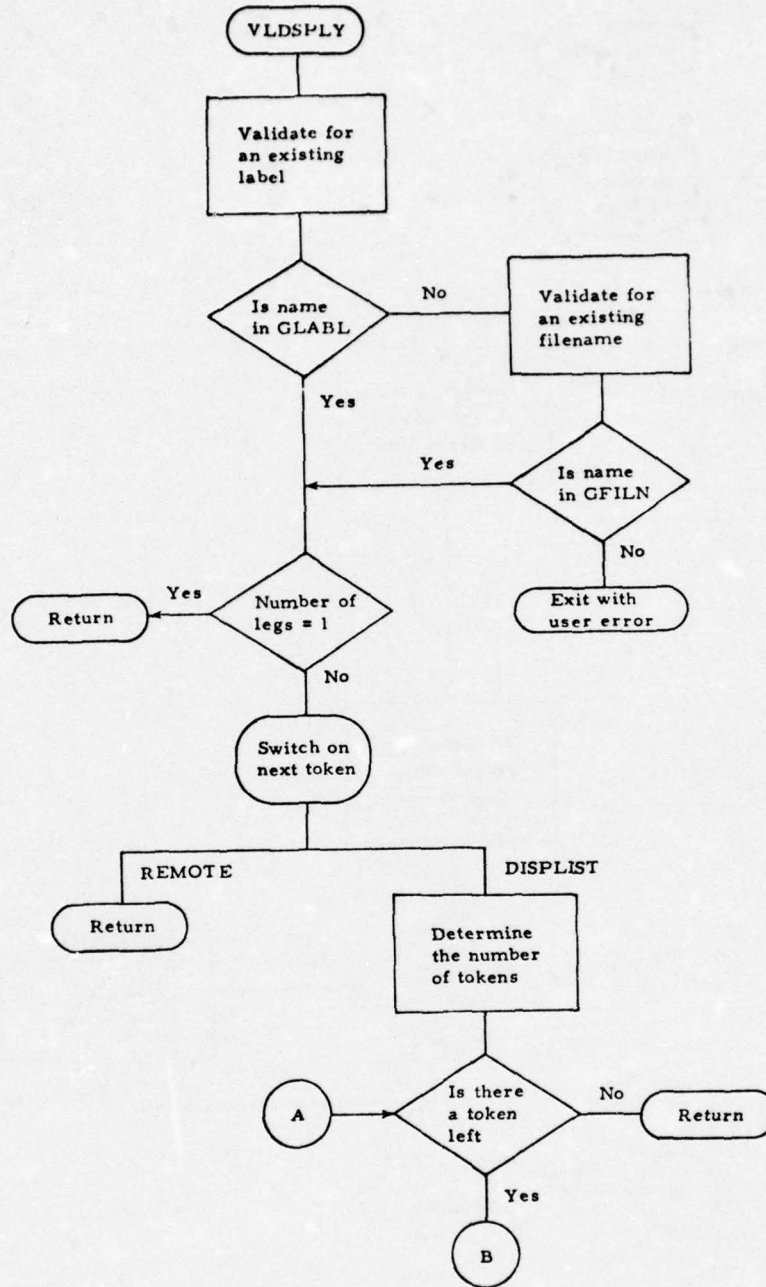 VLDSPLY
Validate for
an existing
label
Is name
in GLABL
No
Validate for
an existing
filename
Yes
Yes
Is name
in GFILN
No
Exit with
user error
Return
Yes
Number of
legs = 1
No
Switch on
next token
REMOTE
DISPLIST
Return
Determine
the number
of tokens
A
Is there
a token
left
No
Return
Yes
B